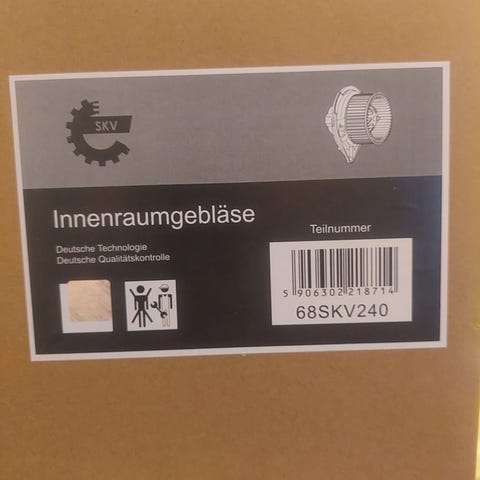 SKV
Innenraumgebläse
Deutsche Technologie
Deutsche Qualitätskontrolle
Teilnummer
5 906302 218714
68SKV240